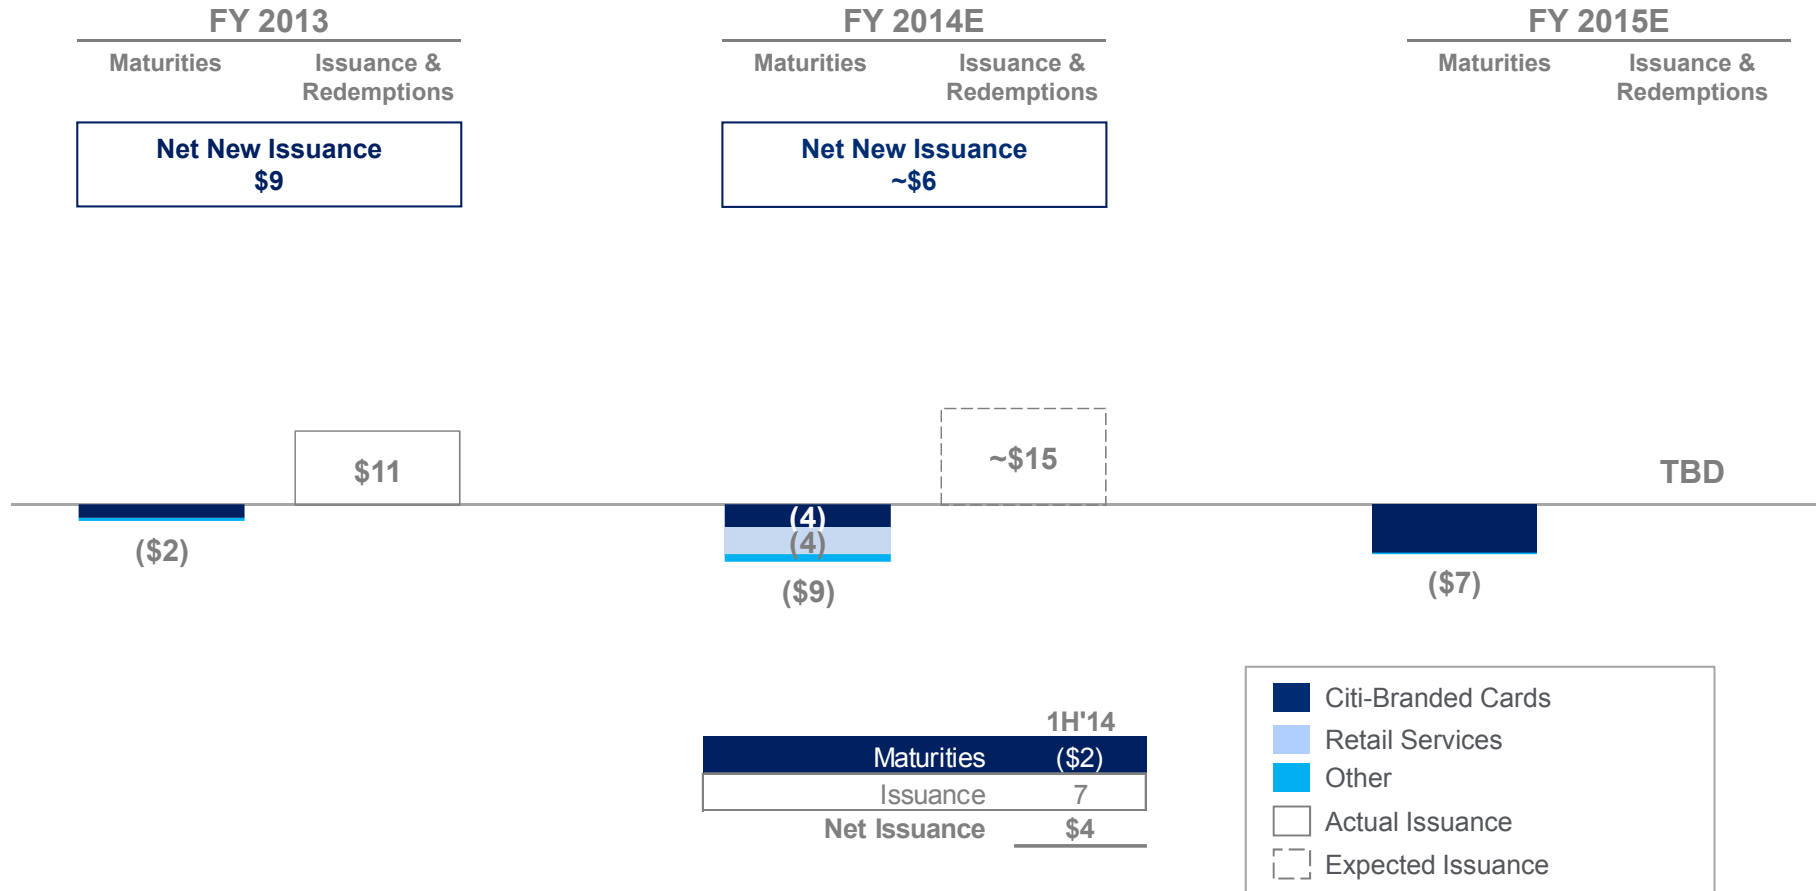 FY 2013
FY 2014E
FY 2015E
Maturities
Issuance &
Redemptions
Maturities
Issuance &
Redemptions
Maturities
Issuance &
Redemptions
Net New Issuance
$9
Net New Issuance
~$6
$11
~$15
TBD
($2)
(4)
(4)
($9)
($7)
1H'14
Maturities ($2)
Issuance 7
Net Issuance $4
Citi-Branded Cards
Retail Services
Other
Actual Issuance
Expected Issuance